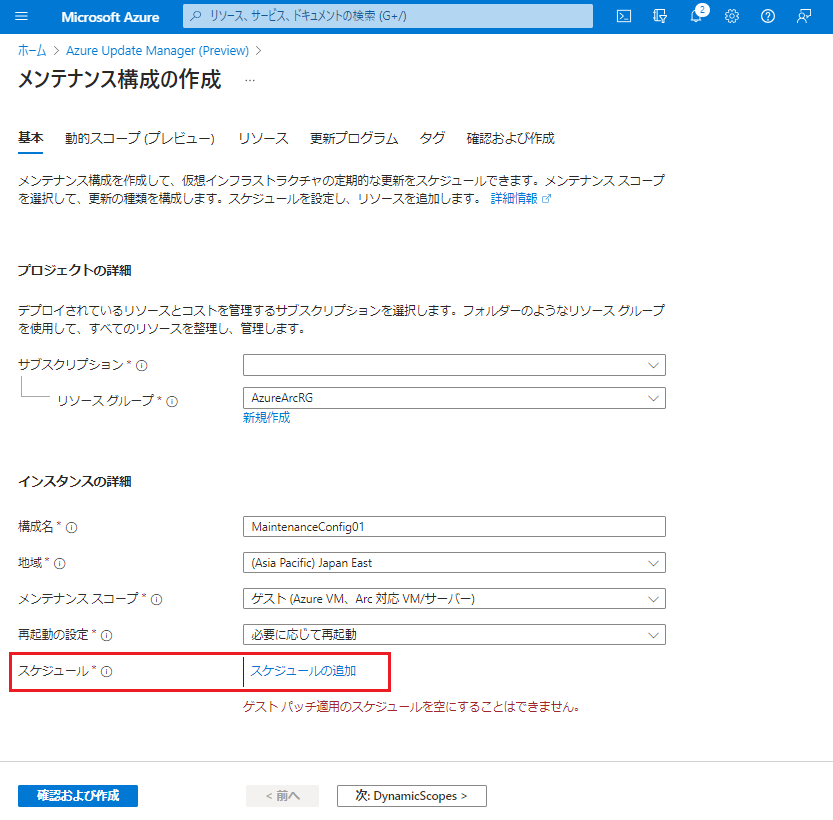 Microsoft Azure
リソース、サービス、ドキュメントの検索 (G+/)
2
ホーム > Azure Update Manager (Preview) >
メンテナンス構成の作成 …
基本 動的スコープ (プレビュー) リソース 更新プログラム タグ 確認および作成
メンテナンス構成を作成して、仮想インフラストラクチャの定期的な更新をスケジュールできます。メンテナンス スコープ
を選択して、更新の種類を構成します。スケジュールを設定し、リソースを追加します。 詳細情報
プロジェクトの詳細
デプロイされているリソースとコストを管理するサブスクリプションを選択します。フォルダーのようなリソース グループ
を使用して、すべてのリソースを整理し、管理します。
サブスクリプション *
リソース グループ * AzureArcRG
新規作成
インスタンスの詳細
構成名 * MaintenanceConfig01
地域 * (Asia Pacific) Japan East
メンテナンス スコープ * ゲスト (Azure VM、Arc 対応 VM/サーバー)
再起動の設定 * 必要に応じて再起動
スケジュール * スケジュールの追加
ゲスト パッチ適用のスケジュールを空にすることはできません。
確認および作成 < 前へ 次: DynamicScopes >